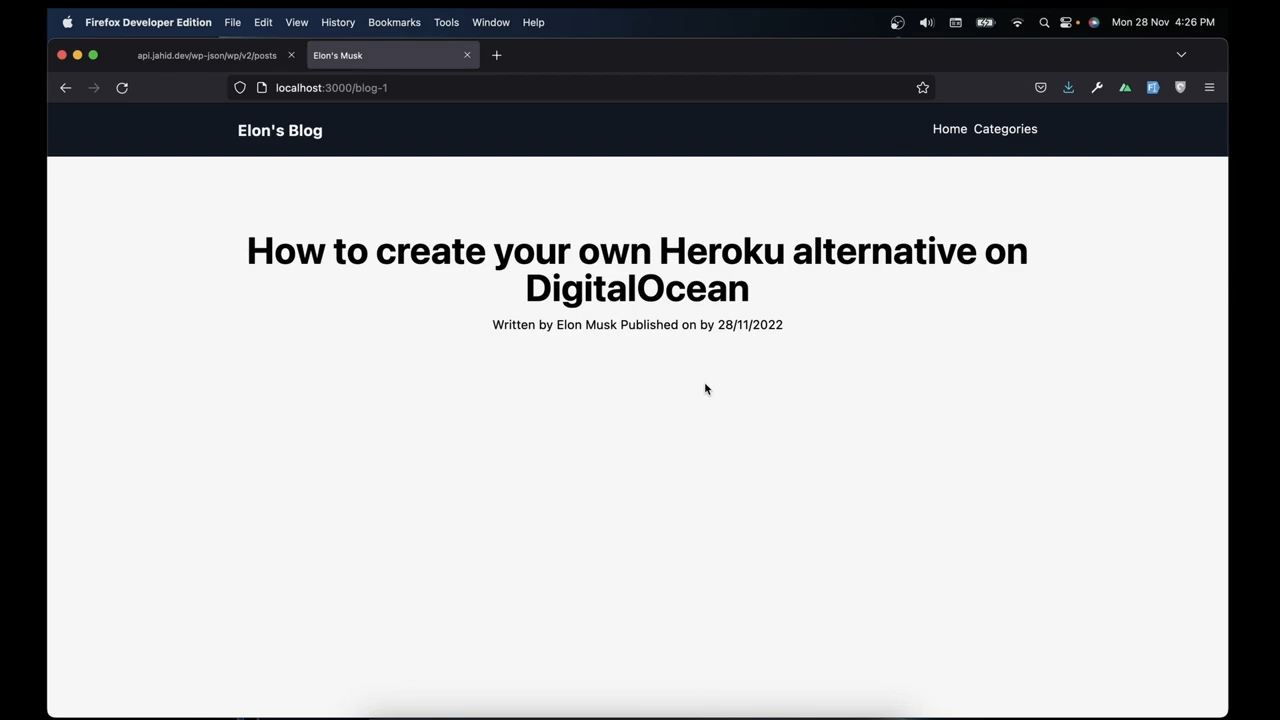 Firefox Developer Edition File Edit View History Bookmarks Tools Window Help Mon 28 Nov 4:26 PM
api.jahid.dev/wp-json/wp/v2/posts Elon's Musk
localhost:3000/blog-1
Elon's Blog Home Categories
How to create your own Heroku alternative on
DigitalOcean
Written by Elon Musk Published on by 28/11/2022